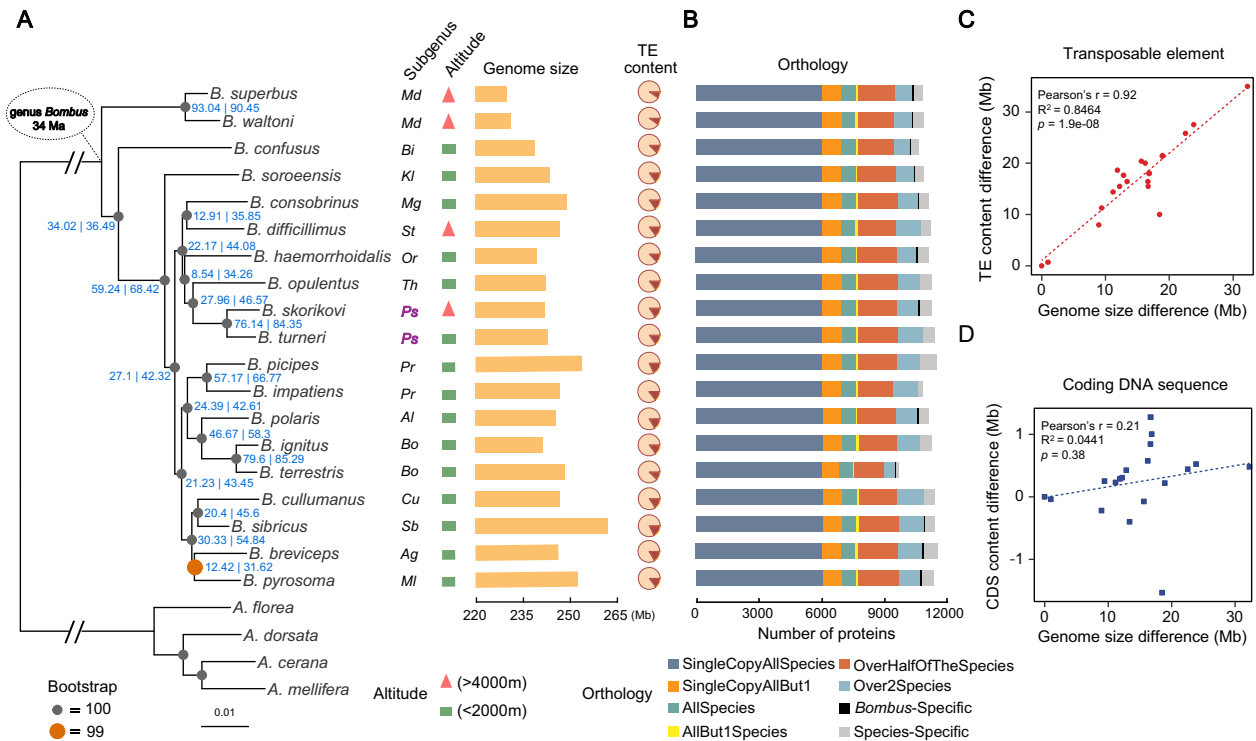 A
B
C
D
Subgenus
Altitude
Genome size
TE
content
genus Bombus
34 Ma
B. superbus
Md
93.04 | 90.45
B. waltoni
Md
B. confusus
Bi
B. soroeensis
Kl
34.02 | 36.49
B. consobrinus
Mg
12.91 | 35.85
B. difficillimus
St
22.17 | 44.08
B. haemorrhoidalis
Or
8.54 | 34.26
B. opulentus
Th
59.24 | 68.42
27.96 | 46.57
B. skorikovi
Ps
76.14 | 84.35
B. turneri
Ps
B. picipes
Pr
27.1 | 42.32
57.17 | 66.77
B. impatiens
Pr
24.39 | 42.61
B. polaris
Al
46.67 | 58.3
B. ignitus
Bo
79.6 | 85.29
B. terrestris
Bo
21.23 | 43.45
B. cullumanus
Cu
20.4 | 45.6
B. sibricus
Sb
30.33 | 54.84
B. breviceps
Ag
12.42 | 31.62
B. pyrosoma
Ml
A. florea
A. dorsata
A. cerana
A. mellifera
220 235 250 265 (Mb)
Bootstrap
= 100
= 99
0.01
Altitude
(>4000m)
(<2000m)
Orthology
0 3000 6000 9000 12000
Number of proteins
Orthology
SingleCopyAllSpecies
SingleCopyAllBut1
AllSpecies
AllBut1Species
OverHalfOfTheSpecies
Over2Species
Bombus-Specific
Species-Specific
Transposable element
Pearson's r = 0.92
R² = 0.8464
p = 1.9e-08
TE content difference (Mb)
30
20
10
0
0 10 20 30
Genome size difference (Mb)
Coding DNA sequence
Pearson's r = 0.21
R² = 0.0441
p = 0.38
CDS content difference (Mb)
1
0
-1
0 10 20 30
Genome size difference (Mb)